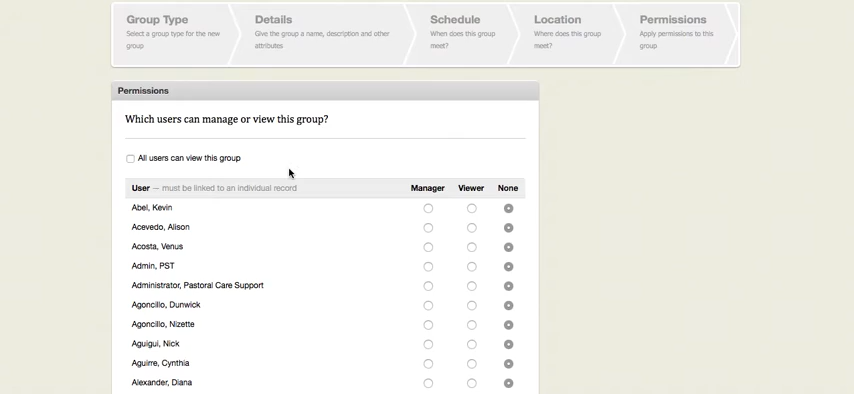 Group Type
Select a group type for the new
group
Details
Give the group a name, description and other
attributes
Schedule
When does this group
meet?
Location
Where does this group
meet?
Permissions
Apply permissions to this
group
Permissions
Which users can manage or view this group?
All users can view this group
User — must be linked to an individual record Manager Viewer None
Abel, Kevin
Acevedo, Alison
Acosta, Venus
Admin, PST
Administrator, Pastoral Care Support
Agoncillo, Dunwick
Agoncillo, Nizette
Aguigui, Nick
Aguirre, Cynthia
Alexander, Diana